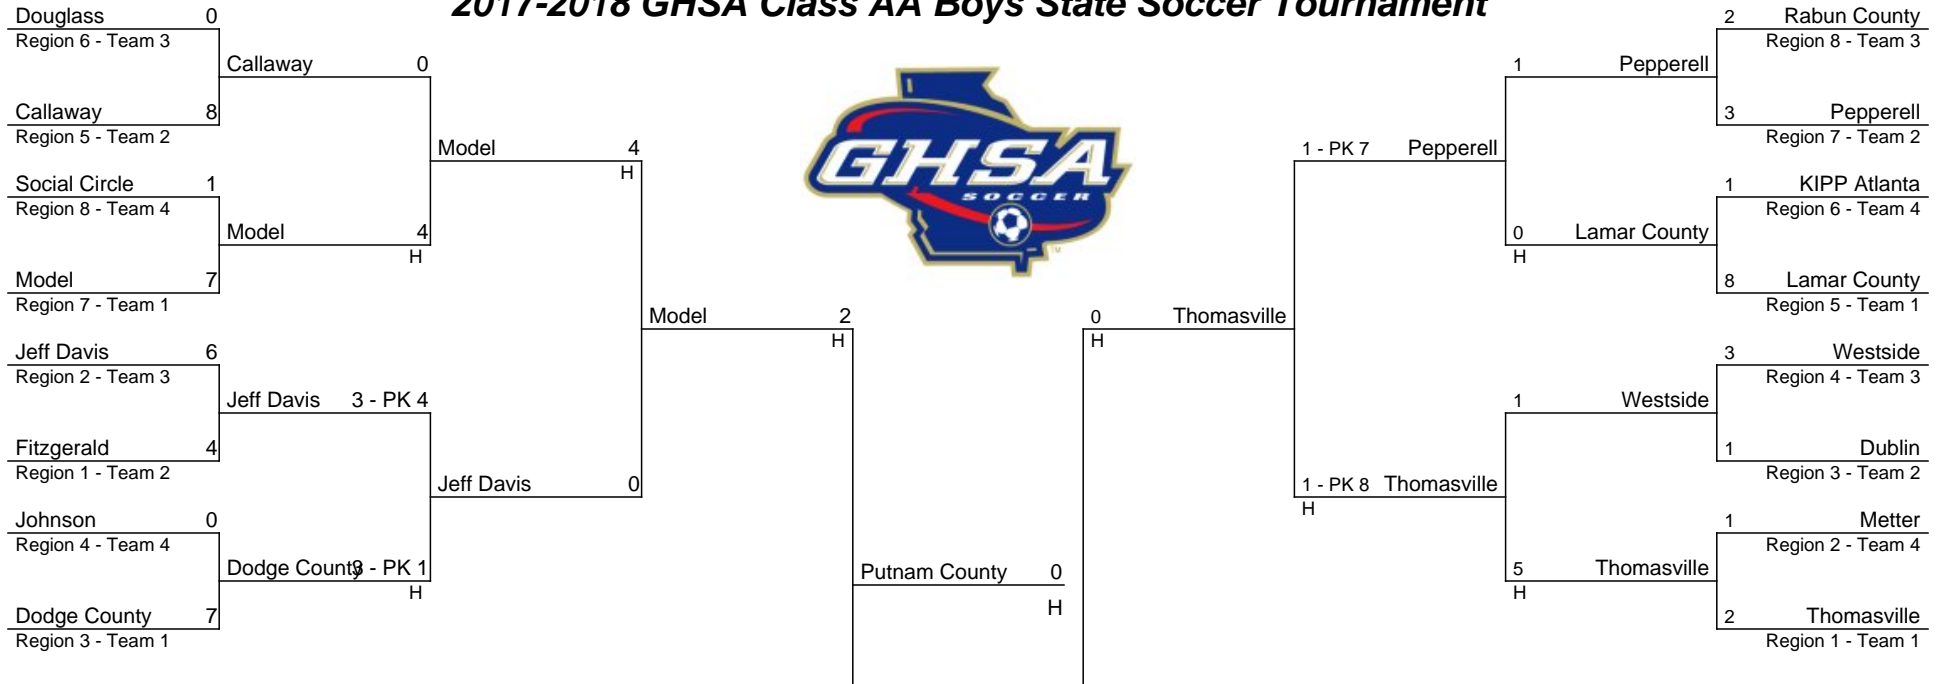 2017-2018 GHSA Class AA Boys State Soccer Tournament
Douglass 0
Region 6 - Team 3
Callaway 0
Callaway 8
Region 5 - Team 2
Model 4
H
Social Circle 1
Region 8 - Team 4
Model 4
H
Model 7
Region 7 - Team 1
Model 2
H
Jeff Davis 6
Region 2 - Team 3
Jeff Davis 3 - PK 4
Fitzgerald 4
Region 1 - Team 2
Jeff Davis 0
Johnson 0
Region 4 - Team 4
Dodge County 3 - PK 1
H
Dodge County 7
Region 3 - Team 1
GHSA
SOCCER
TM
Putnam County 0
H
2 Rabun County
Region 8 - Team 3
1 Pepperell
3 Pepperell
Region 7 - Team 2
1 - PK 7 Pepperell
1 KIPP Atlanta
Region 6 - Team 4
0 Lamar County
H
8 Lamar County
Region 5 - Team 1
0 Thomasville
H
3 Westside
Region 4 - Team 3
1 Westside
1 Dublin
Region 3 - Team 2
1 - PK 8 Thomasville
H
1 Metter
Region 2 - Team 4
5 Thomasville
H
2 Thomasville
Region 1 - Team 1